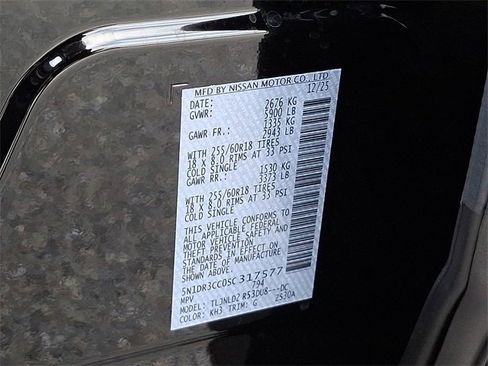 MFD BY NISSAN MOTOR CO., LTD.
DATE: 12/25
GVWR: 2676 KG
5900 LB
GAWR FR.: 1335 KG
2943 LB
WITH 255/60R18 TIRES
18 X 8.0 RIMS AT 33 PSI
COLD SINGLE
GAWR RR.: 1530 KG
3373 LB
WITH 255/60R18 TIRES
18 X 8.0 RIMS AT 33 PSI
COLD SINGLE
THIS VEHICLE CONFORMS TO
ALL APPLICABLE FEDERAL
MOTOR VEHICLE SAFETY AND
THEFT PREVENTION
STANDARDS IN EFFECT ON
THE DATE OF MANUFACTURE
SHOWN ABOVE.
5N1DR3CC0SC317577
MPV 794
MODEL: TLJNLD2 R53DU8---DC
COLOR: KH3 TRIM: G 2S30A